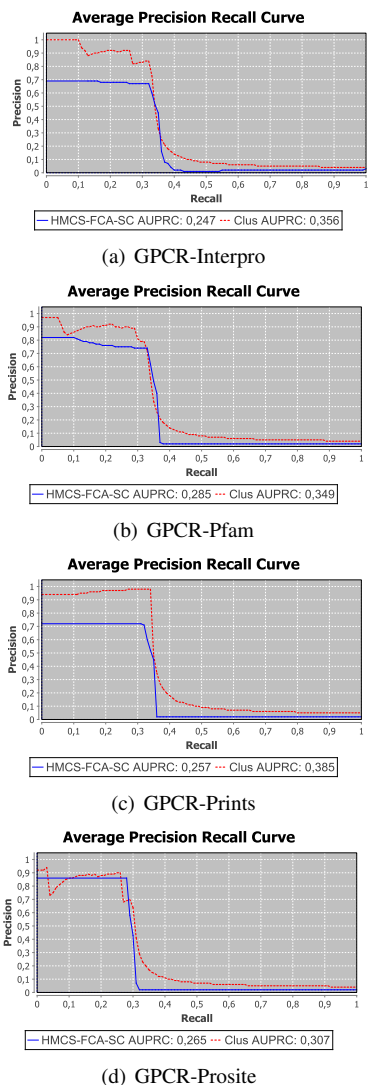 Average Precision Recall Curve
Precision
1
0,9
0,8
0,7
0,6
0,5
0,4
0,3
0,2
0,1
0
0 0,1 0,2 0,3 0,4 0,5 0,6 0,7 0,8 0,9 1
Recall
HMCS-FCA-SC AUPRC: 0,247 Clus AUPRC: 0,356
(a) GPCR-Interpro
Average Precision Recall Curve
Precision
1
0,9
0,8
0,7
0,6
0,5
0,4
0,3
0,2
0,1
0
0 0,1 0,2 0,3 0,4 0,5 0,6 0,7 0,8 0,9 1
Recall
HMCS-FCA-SC AUPRC: 0,285 Clus AUPRC: 0,349
(b) GPCR-Pfam
Average Precision Recall Curve
Precision
1
0,9
0,8
0,7
0,6
0,5
0,4
0,3
0,2
0,1
0
0 0,1 0,2 0,3 0,4 0,5 0,6 0,7 0,8 0,9 1
Recall
HMCS-FCA-SC AUPRC: 0,257 Clus AUPRC: 0,385
(c) GPCR-Prints
Average Precision Recall Curve
Precision
1
0,9
0,8
0,7
0,6
0,5
0,4
0,3
0,2
0,1
0
0 0,1 0,2 0,3 0,4 0,5 0,6 0,7 0,8 0,9 1
Recall
HMCS-FCA-SC AUPRC: 0,265 Clus AUPRC: 0,307
(d) GPCR-Prosite